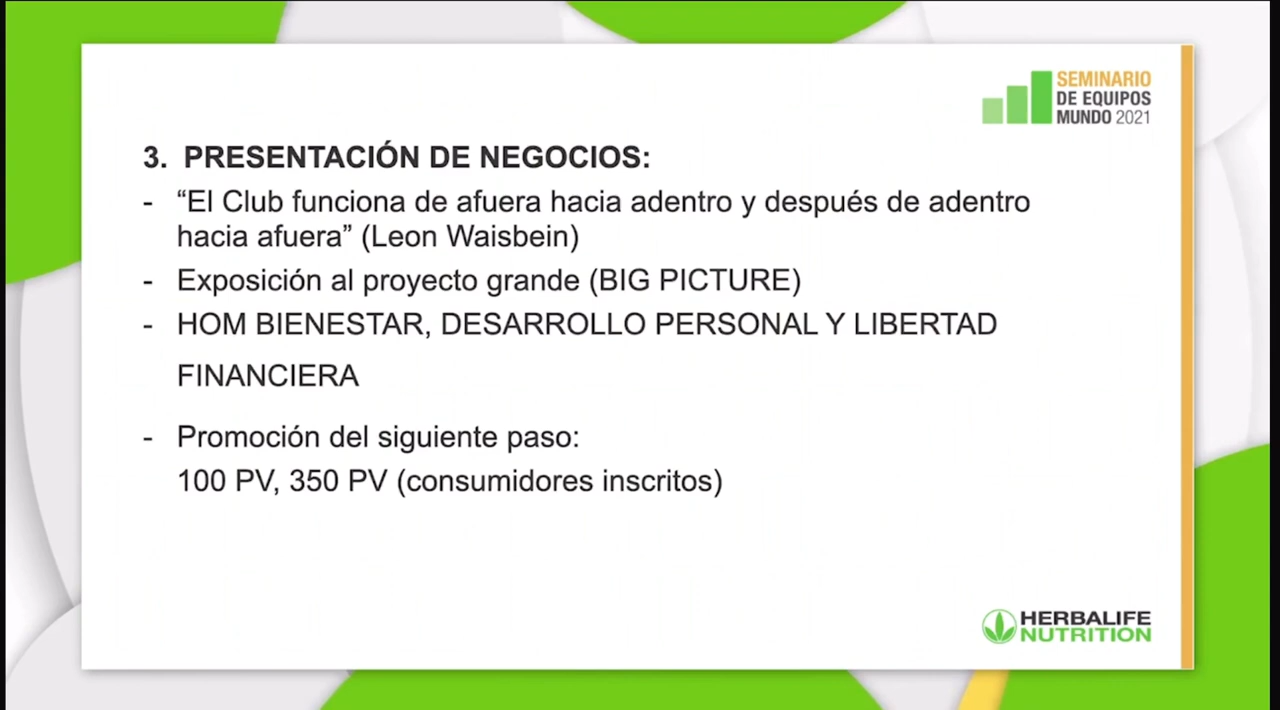 SEMINARIO
DE EQUIPOS
MUNDO 2021
3. PRESENTACIÓN DE NEGOCIOS:
- “El Club funciona de afuera hacia adentro y después de adentro
hacia afuera” (Leon Waisbein)
- Exposición al proyecto grande (BIG PICTURE)
- HOM BIENESTAR, DESARROLLO PERSONAL Y LIBERTAD
FINANCIERA
- Promoción del siguiente paso:
100 PV, 350 PV (consumidores inscritos)
HERBALIFE
NUTRITION